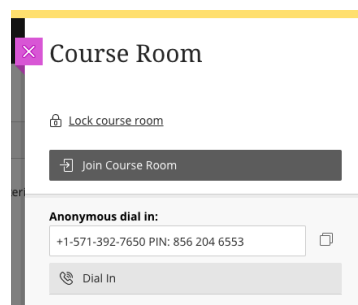 Course Room
Lock course room
Join Course Room
eri
Anonymous dial in:
+1-571-392-7650 PIN: 856 204 6553
Dial In